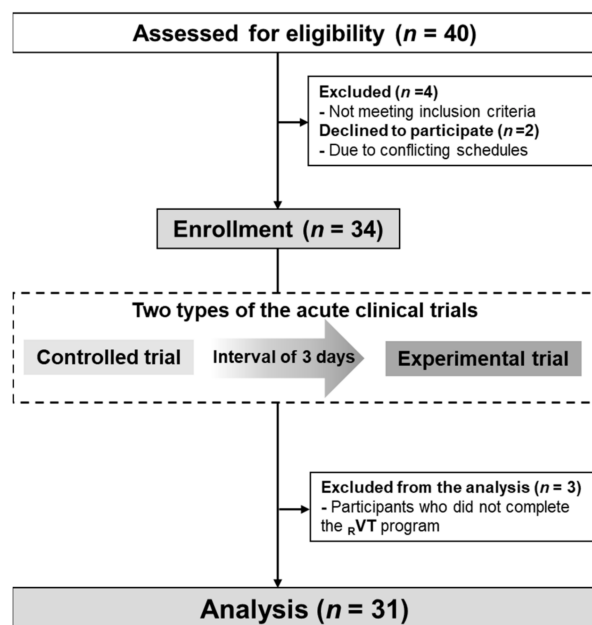 Assessed for eligibility (n = 40)
Excluded (n =4)
- Not meeting inclusion criteria
Declined to participate (n=2)
- Due to conflicting schedules
Enrollment (n = 34)
Two types of the acute clinical trials
Controlled trial
Interval of 3 days
Experimental trial
Excluded from the analysis (n = 3)
- Participants who did not complete
the RVT program
Analysis (n = 31)